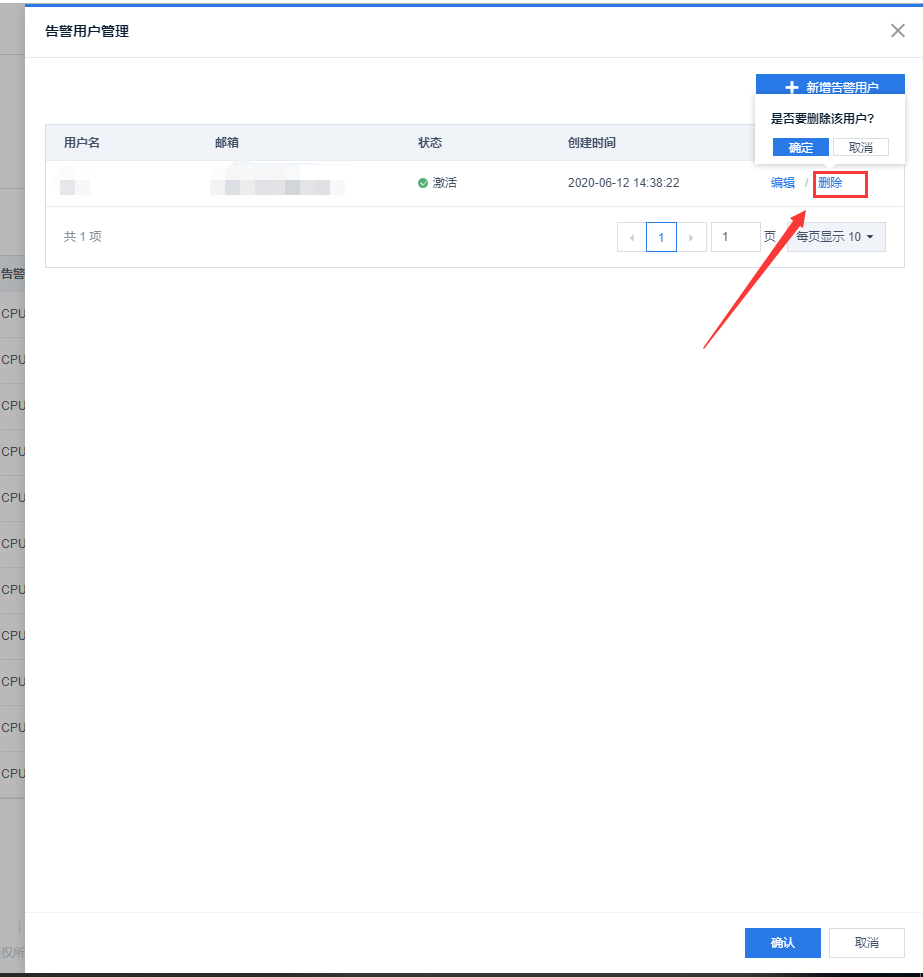 告警用户管理
新增告警用户
是否要删除该用户?
确定 取消
用户名 邮箱 状态 创建时间
激活 2020-06-12 14:38:22 编辑 / 删除
共 1 项 1 1 页 每页显示 10
告警
CPU
CPU
CPU
CPU
CPU
CPU
CPU
CPU
CPU
CPU
CPU
权所
确认 取消